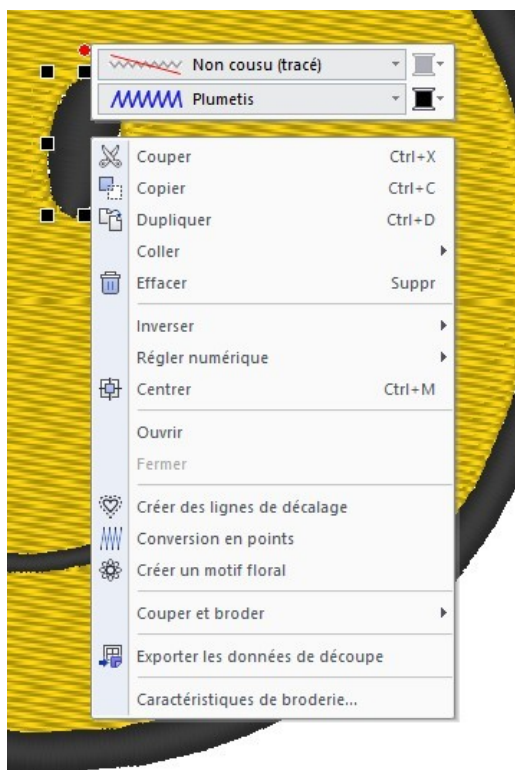 Non cousu (tracé)
Plumetis
Couper Ctrl+X
Copier Ctrl+C
Dupliquer Ctrl+D
Coller
Effacer Suppr
Inverser
Régler numérique
Centrer Ctrl+M
Ouvrir
Fermer
Créer des lignes de décalage
Conversion en points
Créer un motif floral
Couper et broder
Exporter les données de découpe
Caractéristiques de broderie...